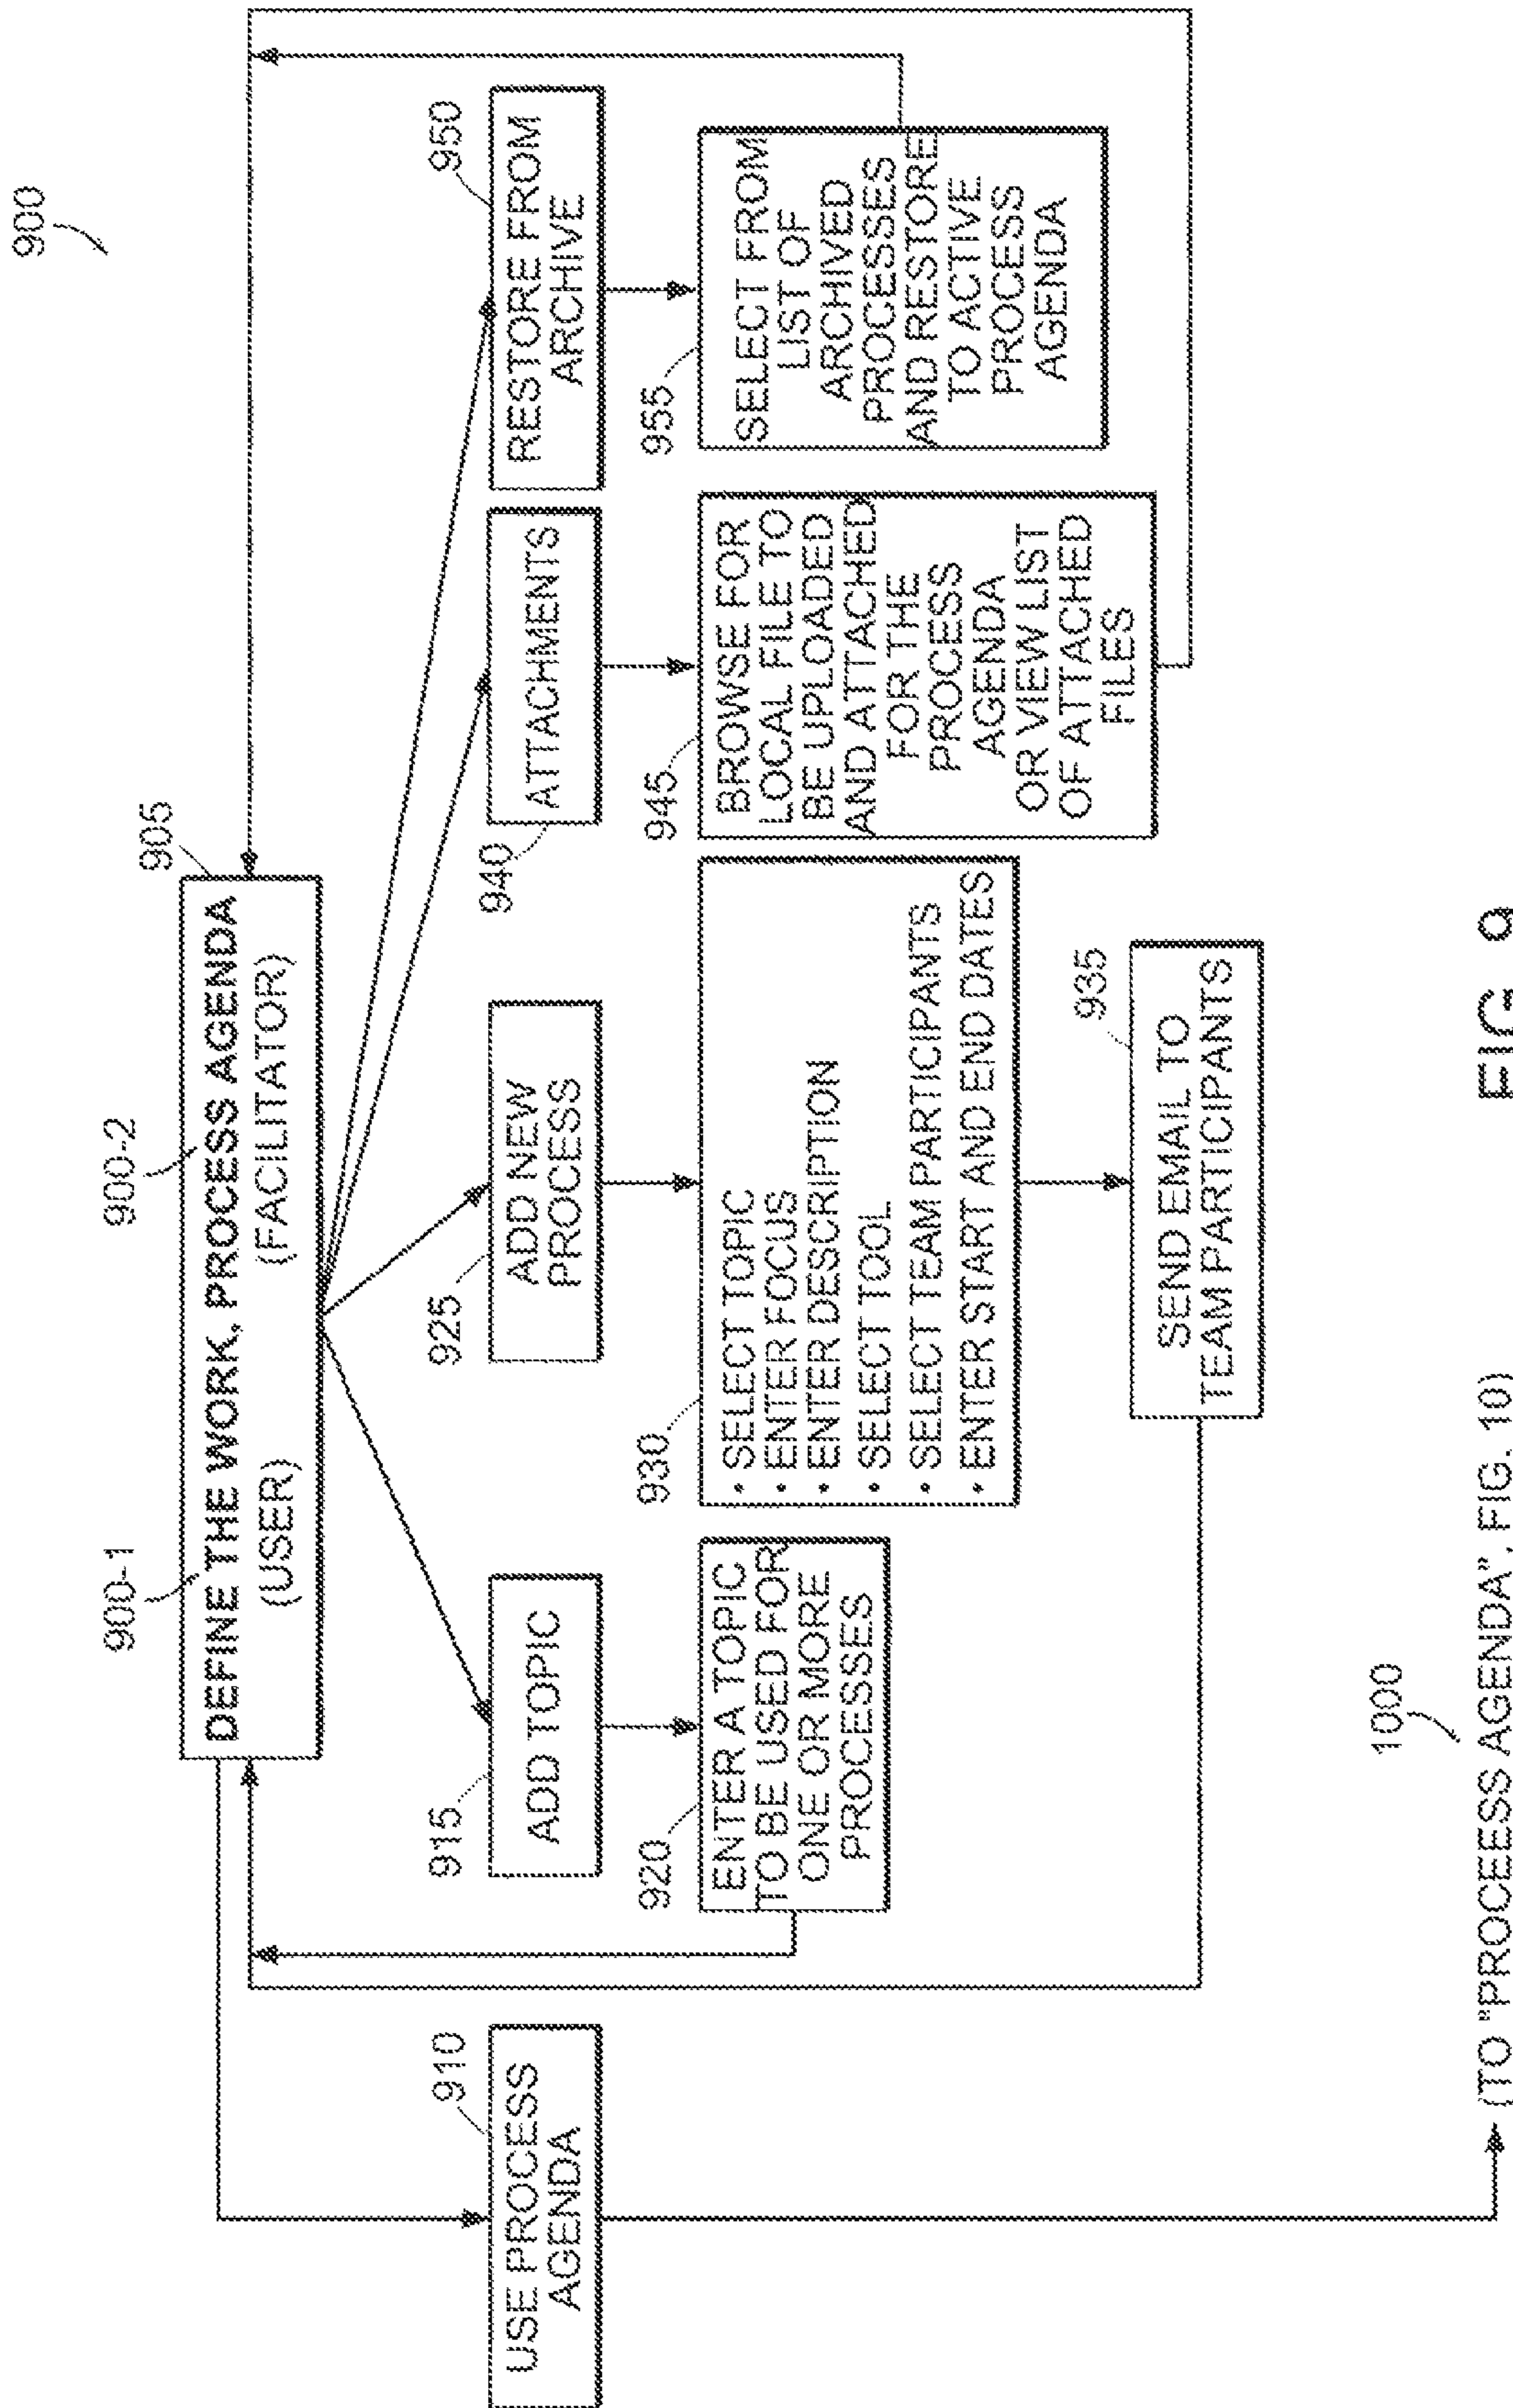 900
900-1
900-2
905
DEFINE THE WORK, PROCESS AGENDA
(USER)
(FACILITATOR)
910
USE PROCESS
AGENDA
915
ADD TOPIC
920
ENTER A TOPIC
TO BE USED FOR
ONE OR MORE
PROCESSES
925
ADD NEW
PROCESS
930
• SELECT TOPIC
• ENTER FOCUS
• ENTER DESCRIPTION
• SELECT TOOL
• SELECT TEAM PARTICIPANTS
• ENTER START AND END DATES
935
SEND EMAIL TO
TEAM PARTICIPANTS
940
ATTACHMENTS
945
BROWSE FOR
LOCAL FILE TO
BE UPLOADED
AND ATTACHED
FOR THE
PROCESS
AGENDA
OR VIEW LIST
OF ATTACHED
FILES
950
RESTORE FROM
ARCHIVE
955
SELECT FROM
LIST OF
ARCHIVED
PROCESSES
AND RESTORE
TO ACTIVE
PROCESS
AGENDA
1000
(TO "PROCESS AGENDA", FIG. 10)
FIG. 9